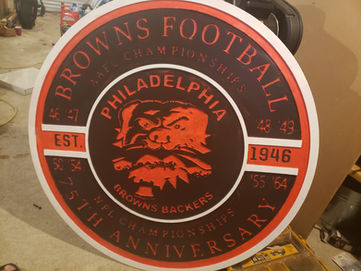 BROWNS FOOTBALL
AAFC CHAMPIONSHIPS
'46 '47
'48 '49
PHILADELPHIA
EST.
1946
BROWNS BACKERS
'50 '54
'55 '64
NFL CHAMPIONSHIPS
75TH ANNIVERSARY